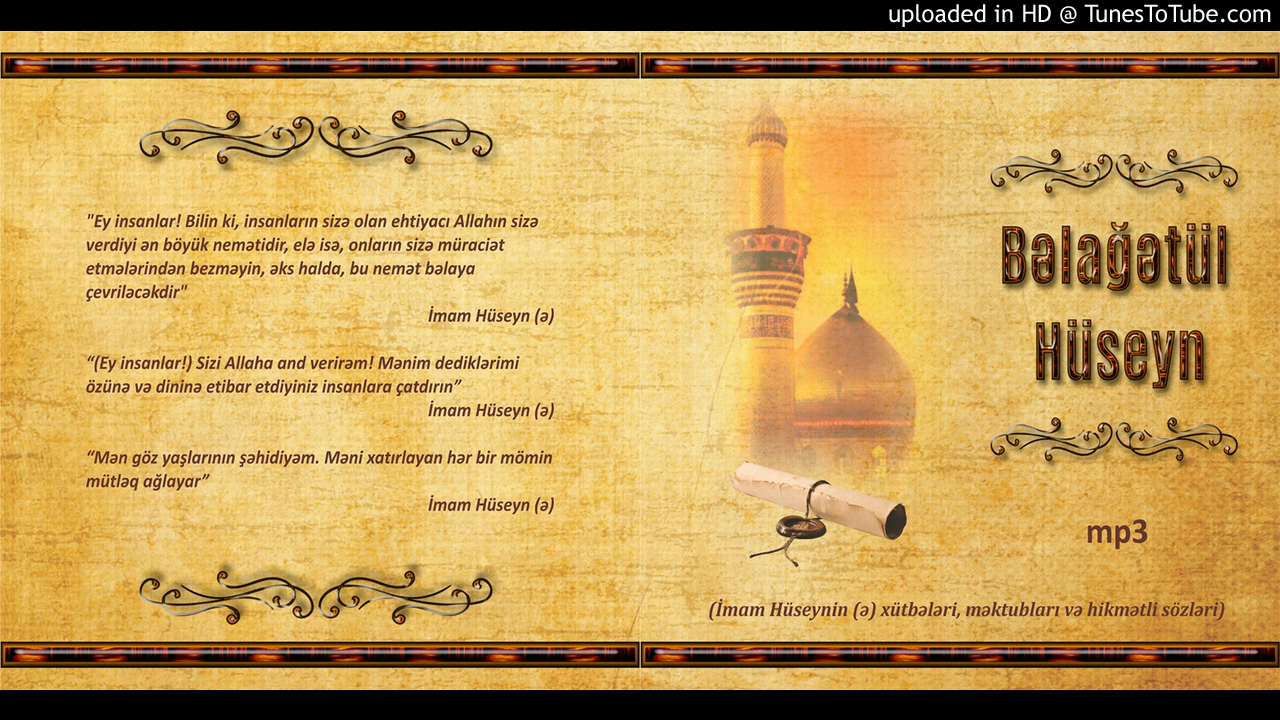 uploaded in HD @ TunesToTube.com
"Ey insanlar! Bilin ki, insanların sizə olan ehtiyacı Allahın sizə
verdiyi ən böyük nemətidir, elə isə, onların sizə müraciət
etmələrindən bezməyin, əks halda, bu nemət bəlaya
çevriləcəkdir"
İmam Hüseyn (ə)
“(Ey insanlar!) Sizi Allaha and verirəm! Mənim dediklərimi
özünə və dininə etibar etdiyiniz insanlara çatdırın”
İmam Hüseyn (ə)
“Mən göz yaşlarının şəhidiyəm. Məni xatırlayan hər bir mömin
mütləq ağlayar”
İmam Hüseyn (ə)
Bəlağətül
Hüseyn
mp3
(İmam Hüseynin (ə) xütbələri, məktubları və hikmətli sözləri)